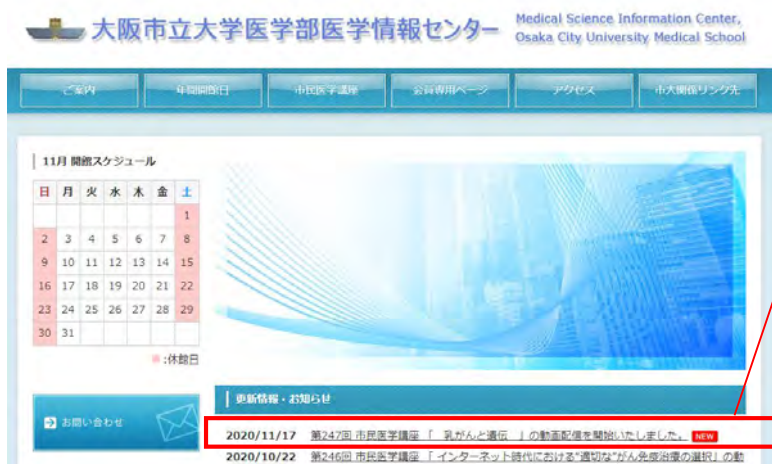 大阪市立大学医学部医学情報センター
Medical Science Information Center,
Osaka City University Medical School
ご案内 年間開館日 市民医学講座 会員専用ページ アクセス 市大関係リンク先
11月 開館スケジュール
日 月 火 水 木 金 土
1
2 3 4 5 6 7 8
9 10 11 12 13 14 15
16 17 18 19 20 21 22
23 24 25 26 27 28 29
30 31
:休館日
更新情報・お知らせ
お問い合わせ
2020/11/17 第247回 市民医学講座 「 乳がんと遺伝 」の動画配信を開始いたしました。 NEW
2020/10/22 第246回 市民医学講座 「 インターネット時代における“適切な”がん免疫治療の選択」の動